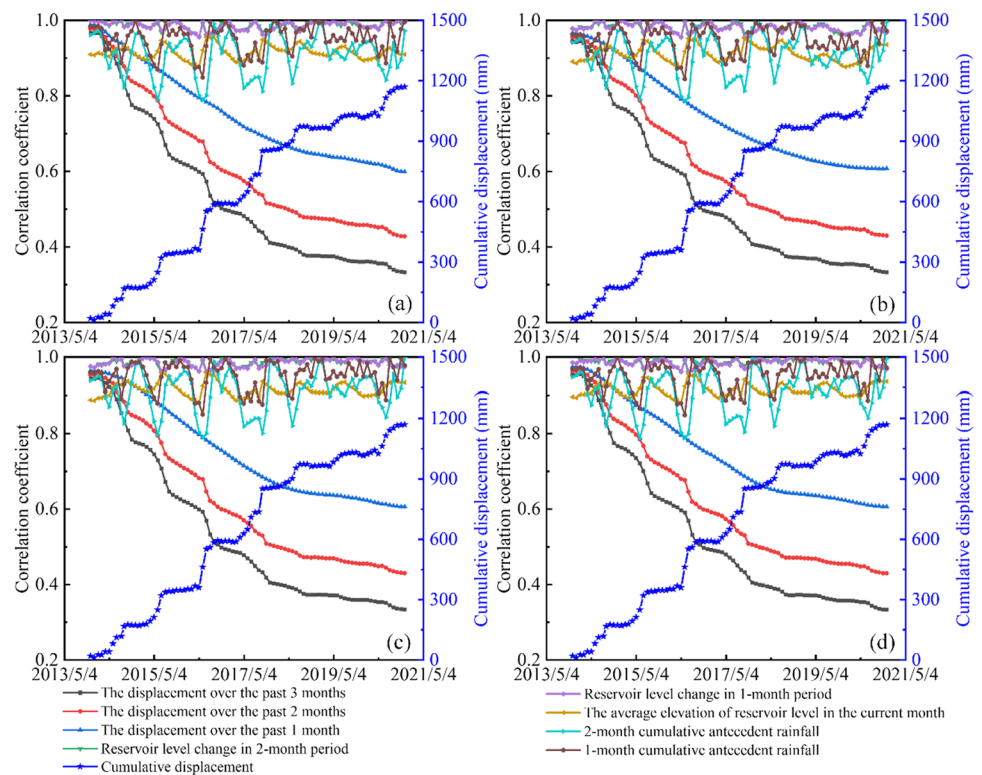 1.0 1500 1.0 1500
1200 1200
0.8 0.8
900 900
0.6 0.6
600 600
0.4 0.4
300 300
(a) (b)
0.2 0 0.2 0
2013/5/4 2015/5/4 2017/5/4 2019/5/4 2021/5/4 2013/5/4 2015/5/4 2017/5/4 2019/5/4 2021/5/4
Correlation coefficient
Cumulative displacement (mm)
Correlation coefficient
Cumulative displacement (mm)
1.0 1500 1.0 1500
1200 1200
0.8 0.8
900 900
0.6 0.6
600 600
0.4 0.4
300 300
(c) (d)
0.2 0 0.2 0
2013/5/4 2015/5/4 2017/5/4 2019/5/4 2021/5/4 2013/5/4 2015/5/4 2017/5/4 2019/5/4 2021/5/4
Correlation coefficient
Cumulative displacement (mm)
Correlation coefficient
Cumulative displacement (mm)
The displacement over the past 3 months
The displacement over the past 2 months
The displacement over the past 1 month
Reservoir level change in 2-month period
Cumulative displacement
Reservoir level change in 1-month period
The average elevation of reservoir level in the current month
2-month cumulative antecedent rainfall
1-month cumulative antecedent rainfall